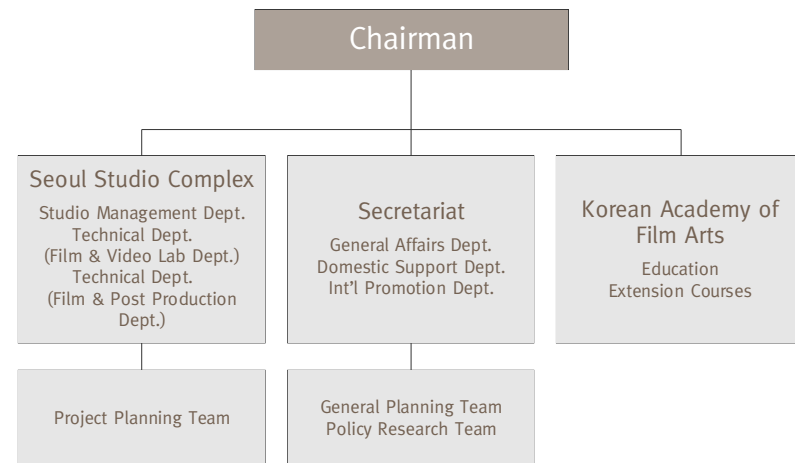 Chairman
Seoul Studio Complex
Studio Management Dept.
Technical Dept.
(Film & Video Lab Dept.)
Technical Dept.
(Film & Post Production
Dept.)
Project Planning Team
Secretariat
General Affairs Dept.
Domestic Support Dept.
Int'l Promotion Dept.
General Planning Team
Policy Research Team
Korean Academy of
Film Arts
Education
Extension Courses